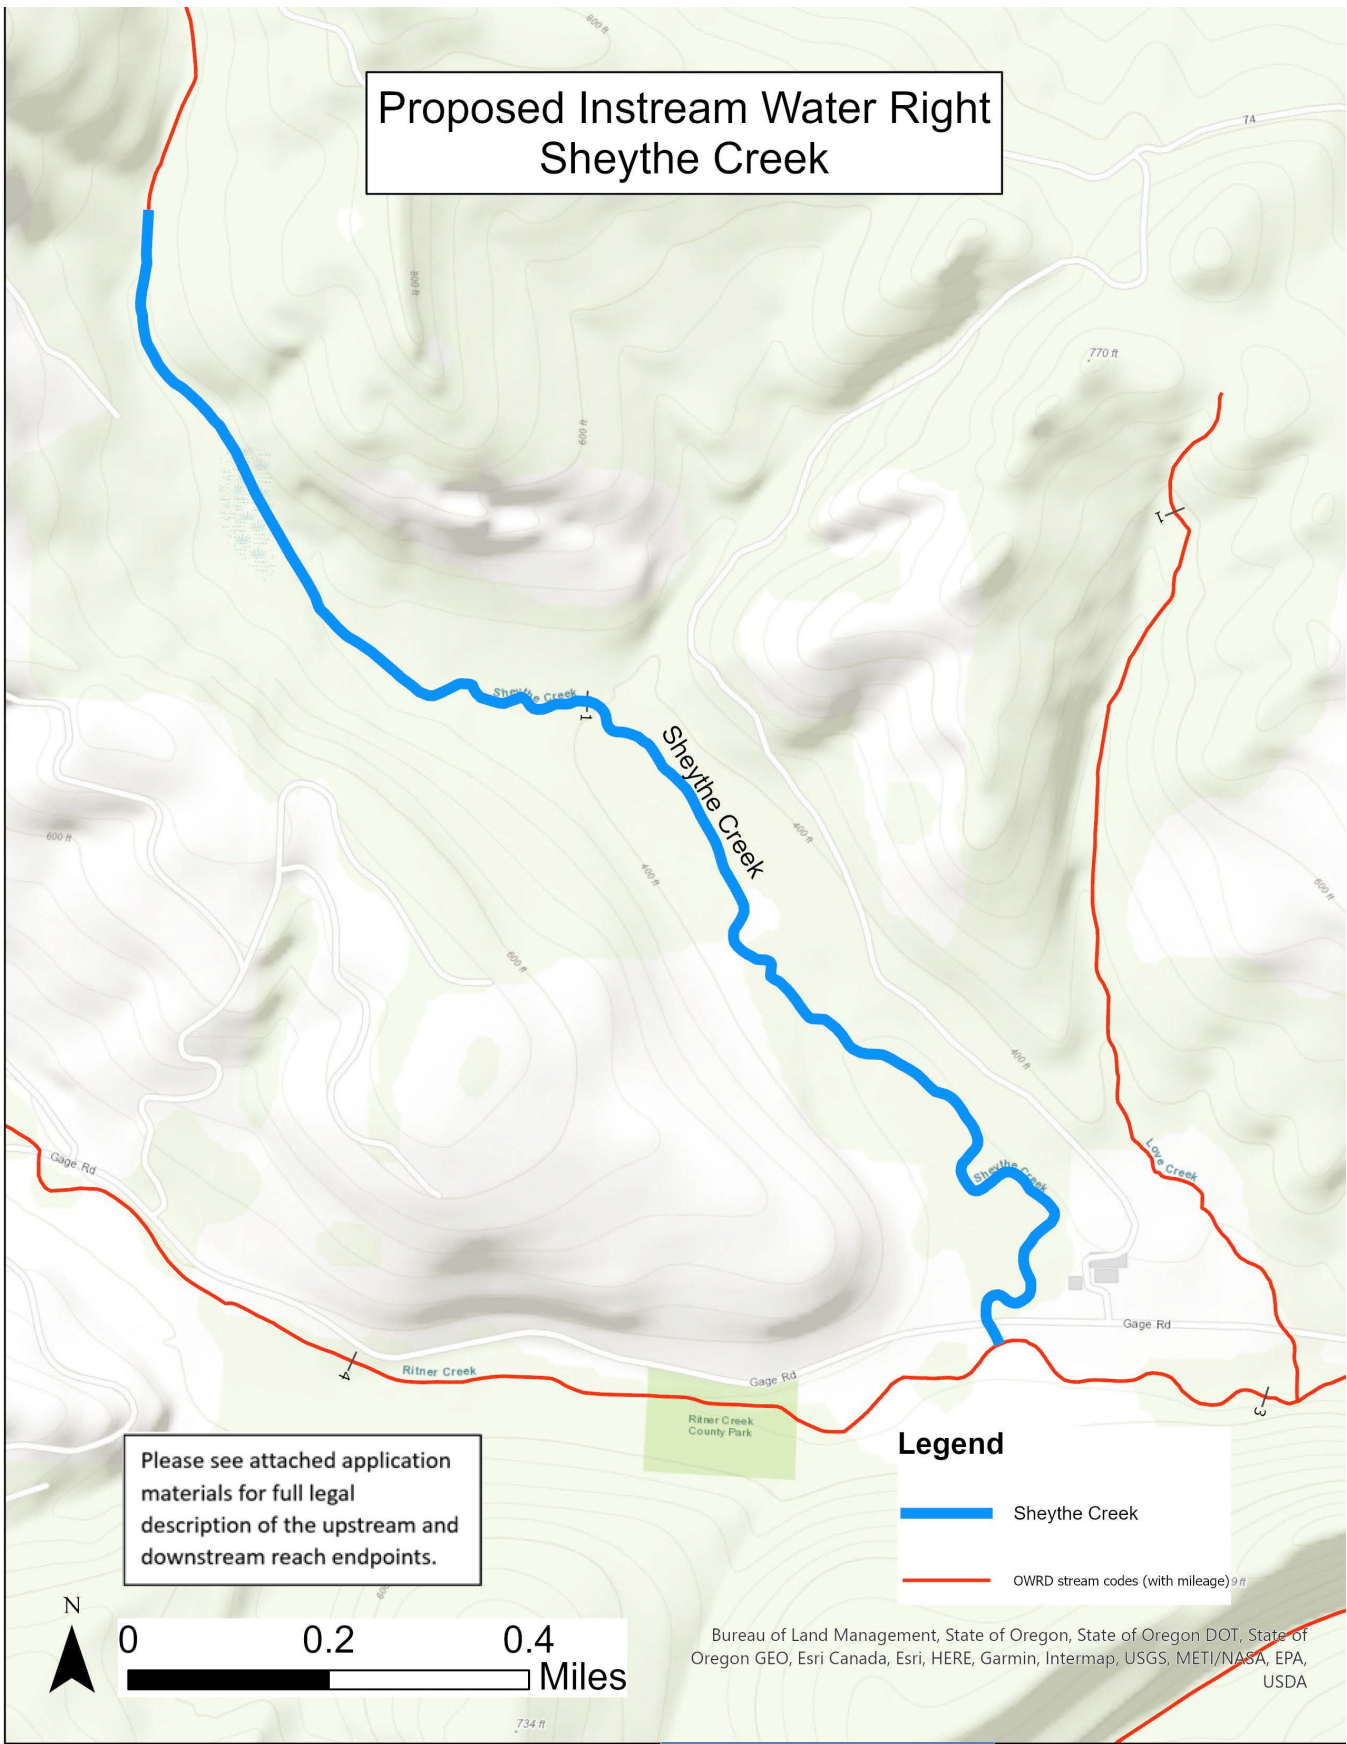 800 ft
Proposed Instream Water Right
Sheythe Creek
74
800 ft
770 ft
600 ft
1
Sheythe Creek
1
Sheythe Creek
400 ft
600 ft
400 ft
600 ft
600 ft
400 ft
Love Creek
Gage Rd
Sheythe Creek
Gage Rd
4
Ritner Creek
Gage Rd
3
Ritner Creek
County Park
Legend
Sheythe Creek
OWRD stream codes (with mileage)
9 ft
Please see attached application
materials for full legal
description of the upstream and
downstream reach endpoints.
N
0 0.2 0.4
Miles
Bureau of Land Management, State of Oregon, State of Oregon DOT, State of
Oregon GEO, Esri Canada, Esri, HERE, Garmin, Intermap, USGS, METI/NASA, EPA,
USDA
734 ft